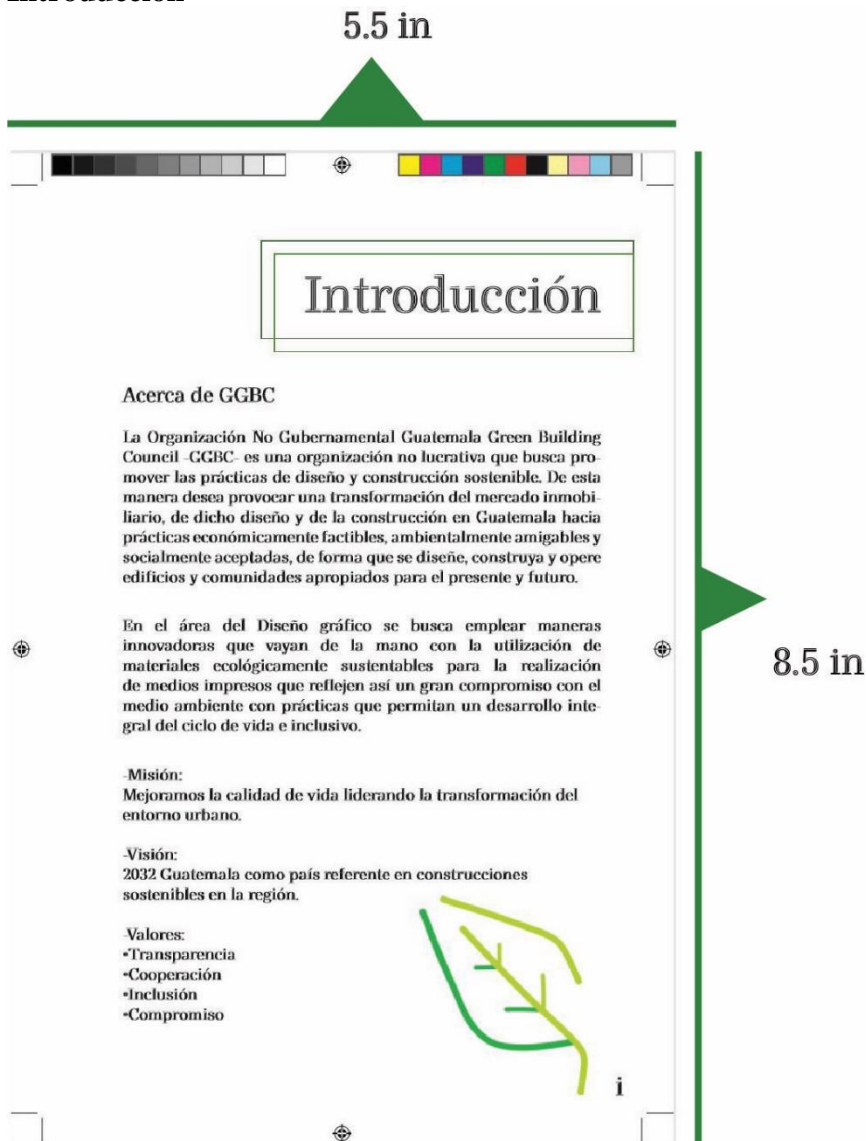 Introducción
5.5 in
Introducción
Acerca de GGBC
La Organización No Gubernamental Guatemala Green Building
Council -GGBC- es una organización no lucrativa que busca pro-
mover las prácticas de diseño y construcción sostenible. De esta
manera desea provocar una transformación del mercado inmobi-
liario, de dicho diseño y de la construcción en Guatemala hacia
prácticas económicamente factibles, ambientalmente amigables y
socialmente aceptadas, de forma que se diseñe, construya y opere
edificios y comunidades apropiados para el presente y futuro.
En el área del Diseño gráfico se busca emplear maneras
innovadoras que vayan de la mano con la utilización de
materiales ecológicamente sustentables para la realización
de medios impresos que reflejen así un gran compromiso con el
medio ambiente con prácticas que permitan un desarrollo inte-
gral del ciclo de vida e inclusivo.
8.5 in
-Misión:
Mejoramos la calidad de vida liderando la transformación del
entorno urbano.
-Visión:
2032 Guatemala como país referente en construcciones
sostenibles en la región.
-Valores:
•Transparencia
•Cooperación
•Inclusión
•Compromiso
i